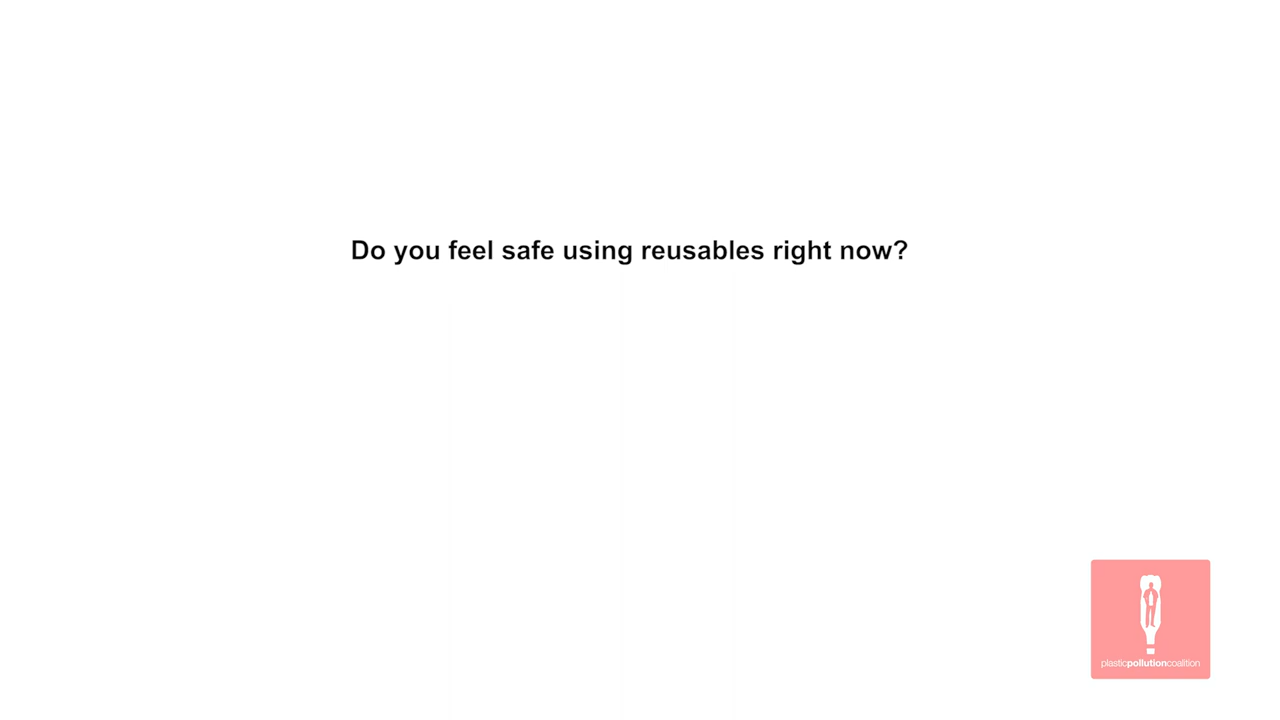 Do you feel safe using reusables right now?
plasticpollutioncoalition